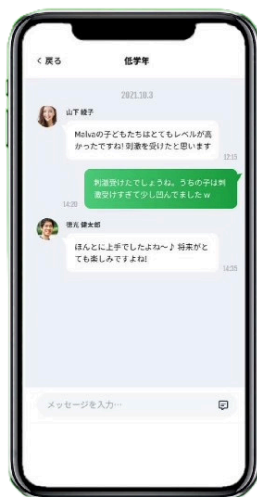 < 戻る 低学年
2021.10.3
山下 綾子
Malvaの子どもたちはとてもレベルが高
かったですね! 刺激を受けたと思います
12:15
刺激受けたでしょうね。うちの子は刺
激受けすぎて少し凹んでました w
14:20
徳光 健太郎
ほんとに上手でしたよね〜♪ 将来がと
ても楽しみですよね!
14:35
メッセージを入力…